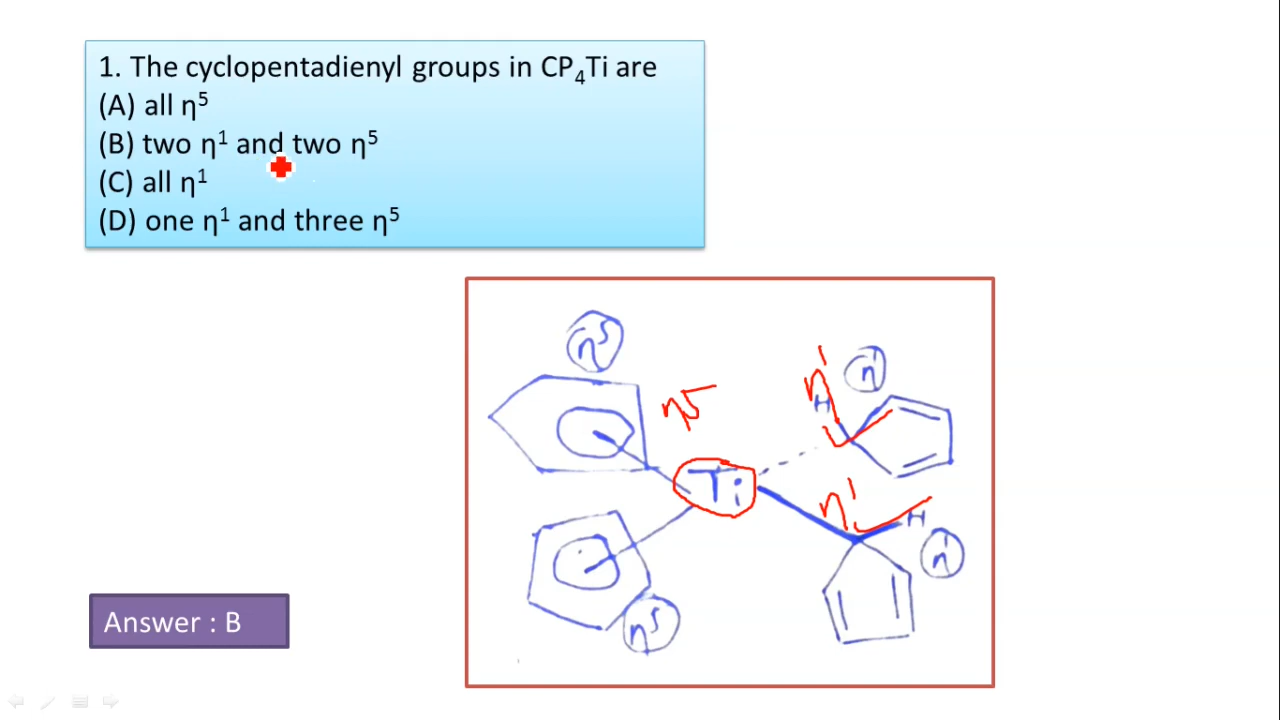 1. The cyclopentadienyl groups in CP₄Ti are
(A) all η⁵
(B) two η¹ and two η⁵
(C) all η¹
(D) one η¹ and three η⁵
η⁵
η¹
η¹
H
η⁵
Ti
η¹
H
η¹
η⁵
Answer : B